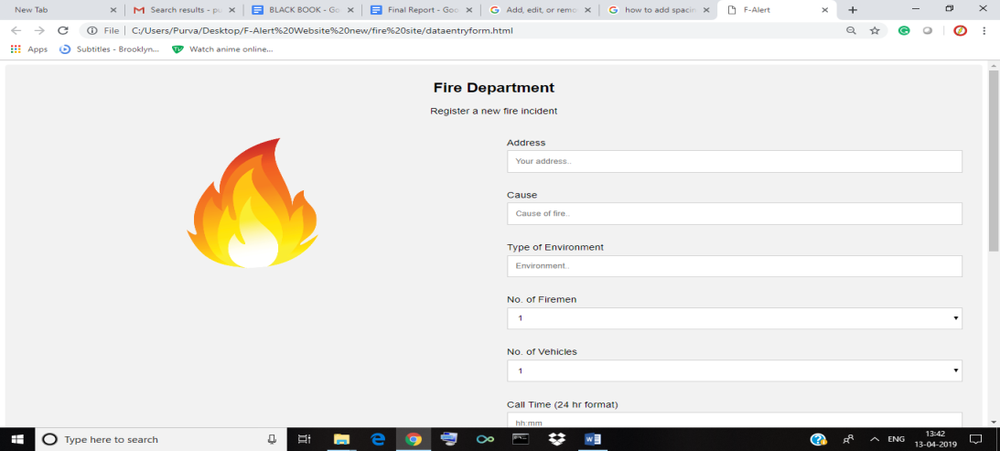 New Tab
Search results - pu
BLACK BOOK - Goo
Final Report - Goo
Add, edit, or remo
how to add spacin
F-Alert
File | C:/Users/Purva/Desktop/F-Alert%20Website%20new/fire%20site/dataentryform.html
Apps
Subtitles - Brooklyn...
Watch anime online...
Fire Department
Register a new fire incident
Address
Your address..
Cause
Cause of fire..
Type of Environment
Environment..
No. of Firemen
1
No. of Vehicles
1
Call Time (24 hr format)
hh:mm
Type here to search
ENG
13:42
13-04-2019